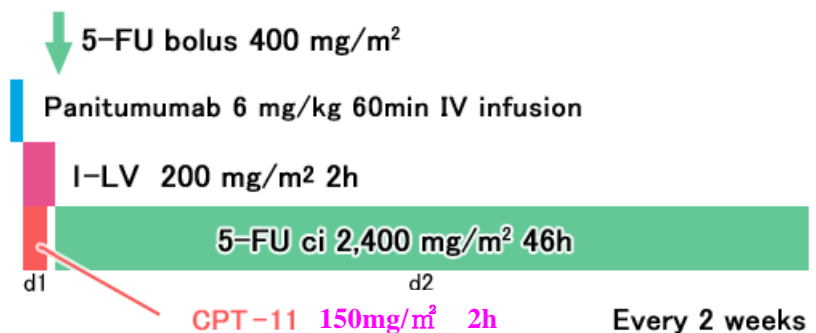 5-FU bolus 400 mg/m²
Panitumumab 6 mg/kg 60min IV infusion
l-LV 200 mg/m² 2h
5-FU ci 2,400 mg/m² 46h
d1 d2
CPT-11 150mg/㎡ 2h Every 2 weeks